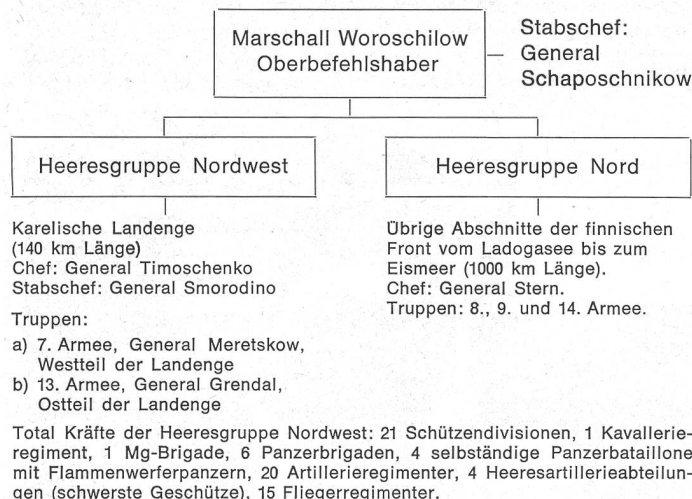 Marschall Woroschilow
Oberbefehlshaber
Stabschef:
General
Schaposchnikow
Heeresgruppe Nordwest
Heeresgruppe Nord
Karelische Landenge
(140 km Länge)
Chef: General Timoschenko
Stabschef: General Smorodino
Truppen:
a) 7. Armee, General Meretskow,
Westteil der Landenge
b) 13. Armee, General Grendal,
Ostteil der Landenge
Übrige Abschnitte der finnischen
Front vom Ladogasee bis zum
Eismeer (1000 km Länge).
Chef: General Stern.
Truppen: 8., 9. und 14. Armee.
Total Kräfte der Heeresgruppe Nordwest: 21 Schützendivisionen, 1 Kavallerie-
regiment, 1 Mg-Brigade, 6 Panzerbrigaden, 4 selbständige Panzerbataillone
mit Flammenwerferpanzern, 20 Artillerieregimenter, 4 Heeresartillerieabteilun-
gen (schwerste Geschütze), 15 Fliegerregimenter.